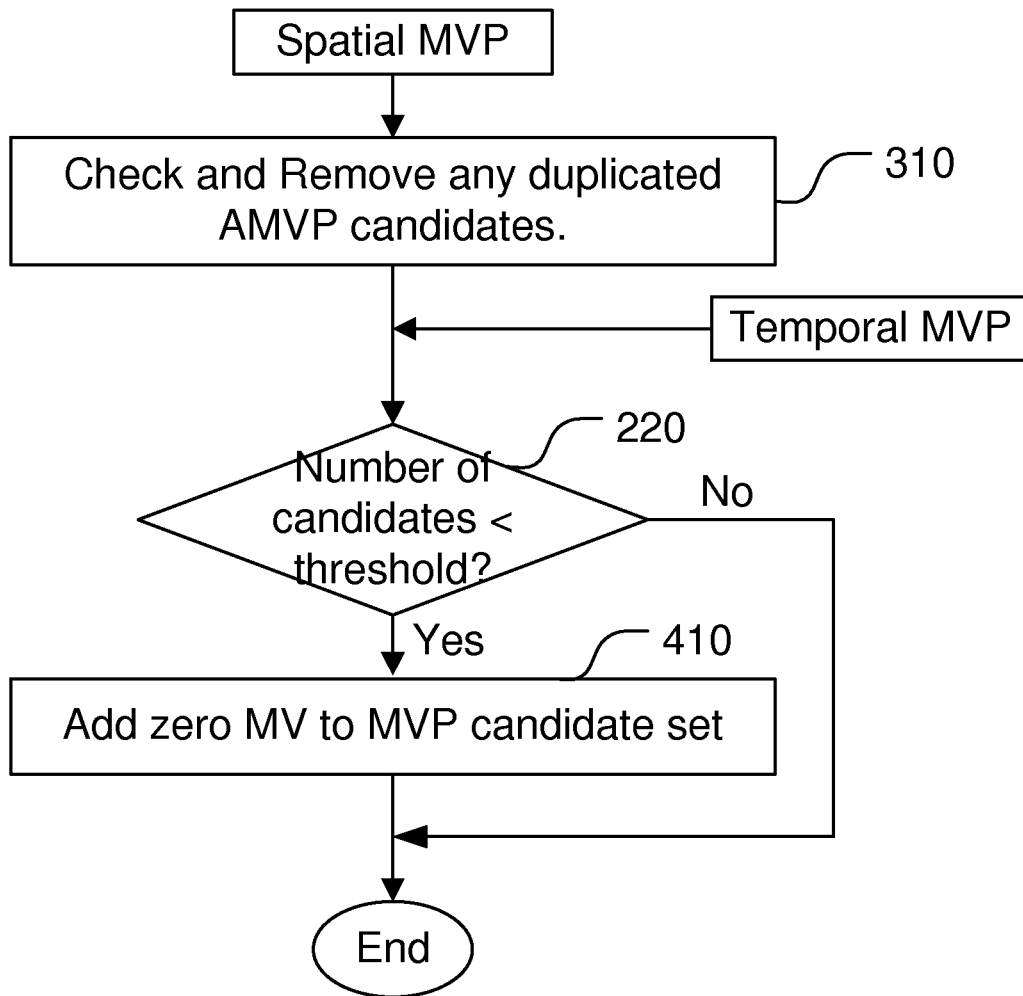 Spatial MVP
Check and Remove any duplicated
AMVP candidates.
310
Temporal MVP
220
Number of
candidates <
threshold?
No
Yes
410
Add zero MV to MVP candidate set
End